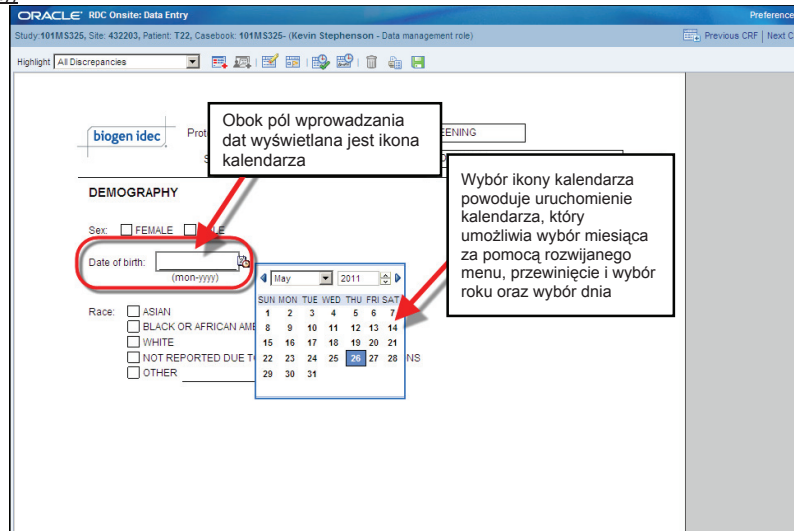 ORACLE RDC Onsite: Data Entry Preference
Study:101MS325, Site: 432203, Patient: T22, Casebook: 101MS325- (Kevin Stephenson - Data management role) Previous CRF | Next C
Highlight All Discrepancies
biogen idec Prot EENING
S
Obok pól wprowadzania
dat wyświetlana jest ikona
kalendarza
Wybór ikony kalendarza
powoduje uruchomienie
kalendarza, który
umożliwia wybór miesiąca
za pomocą rozwijanego
menu, przewinięcie i wybór
roku oraz wybór dnia
DEMOGRAPHY
Sex: FEMALE LE
Date of birth:
(mon-yyyy)
May 2011
SUN MON TUE WED THU FRI SAT
1 2 3 4 5 6 7
8 9 10 11 12 13 14
15 16 17 18 19 20 21
22 23 24 25 26 27 28
29 30 31
Race: ASIAN
BLACK OR AFRICAN AME
WHITE
NOT REPORTED DUE T NS
OTHER